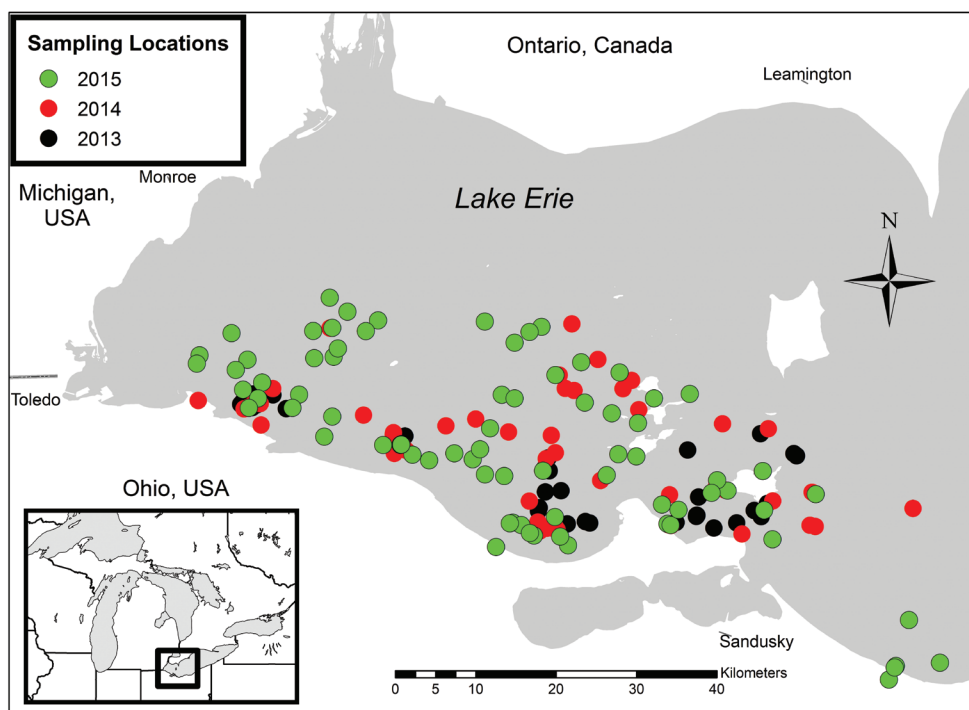 Sampling Locations
2015
2014
2013
Ontario, Canada
Leamington
Monroe
Michigan,
USA
Lake Erie
N
Toledo
Ohio, USA
Sandusky
Kilometers
0 5 10 20 30 40